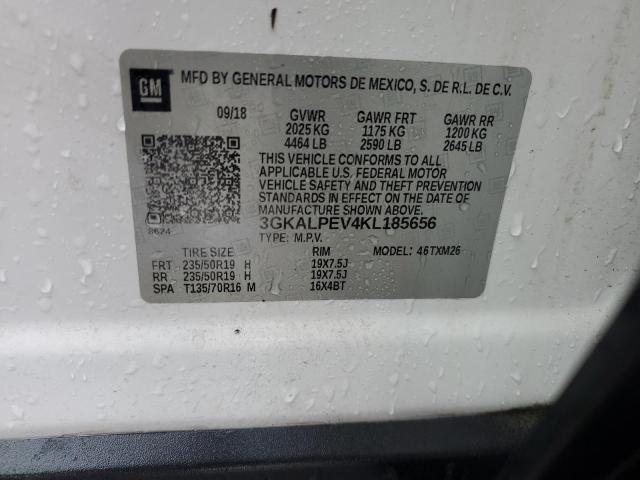 GM MFD BY GENERAL MOTORS DE MEXICO, S. DE R.L. DE C.V.
09/18 GVWR GAWR FRT GAWR RR
2025 KG 1175 KG 1200 KG
4464 LB 2590 LB 2645 LB
THIS VEHICLE CONFORMS TO ALL
APPLICABLE U.S. FEDERAL MOTOR
VEHICLE SAFETY AND THEFT PREVENTION
STANDARDS IN EFFECT ON THE DATE OF
MANUFACTURE SHOWN ABOVE.
8624 3GKALPEV4KL185656
TYPE: M.P.V. MODEL: 46TXM26
TIRE SIZE RIM
FRT 235/50R19 H 19X7.5J
RR 235/50R19 H 19X7.5J
SPA T135/70R16 M 16X4BT